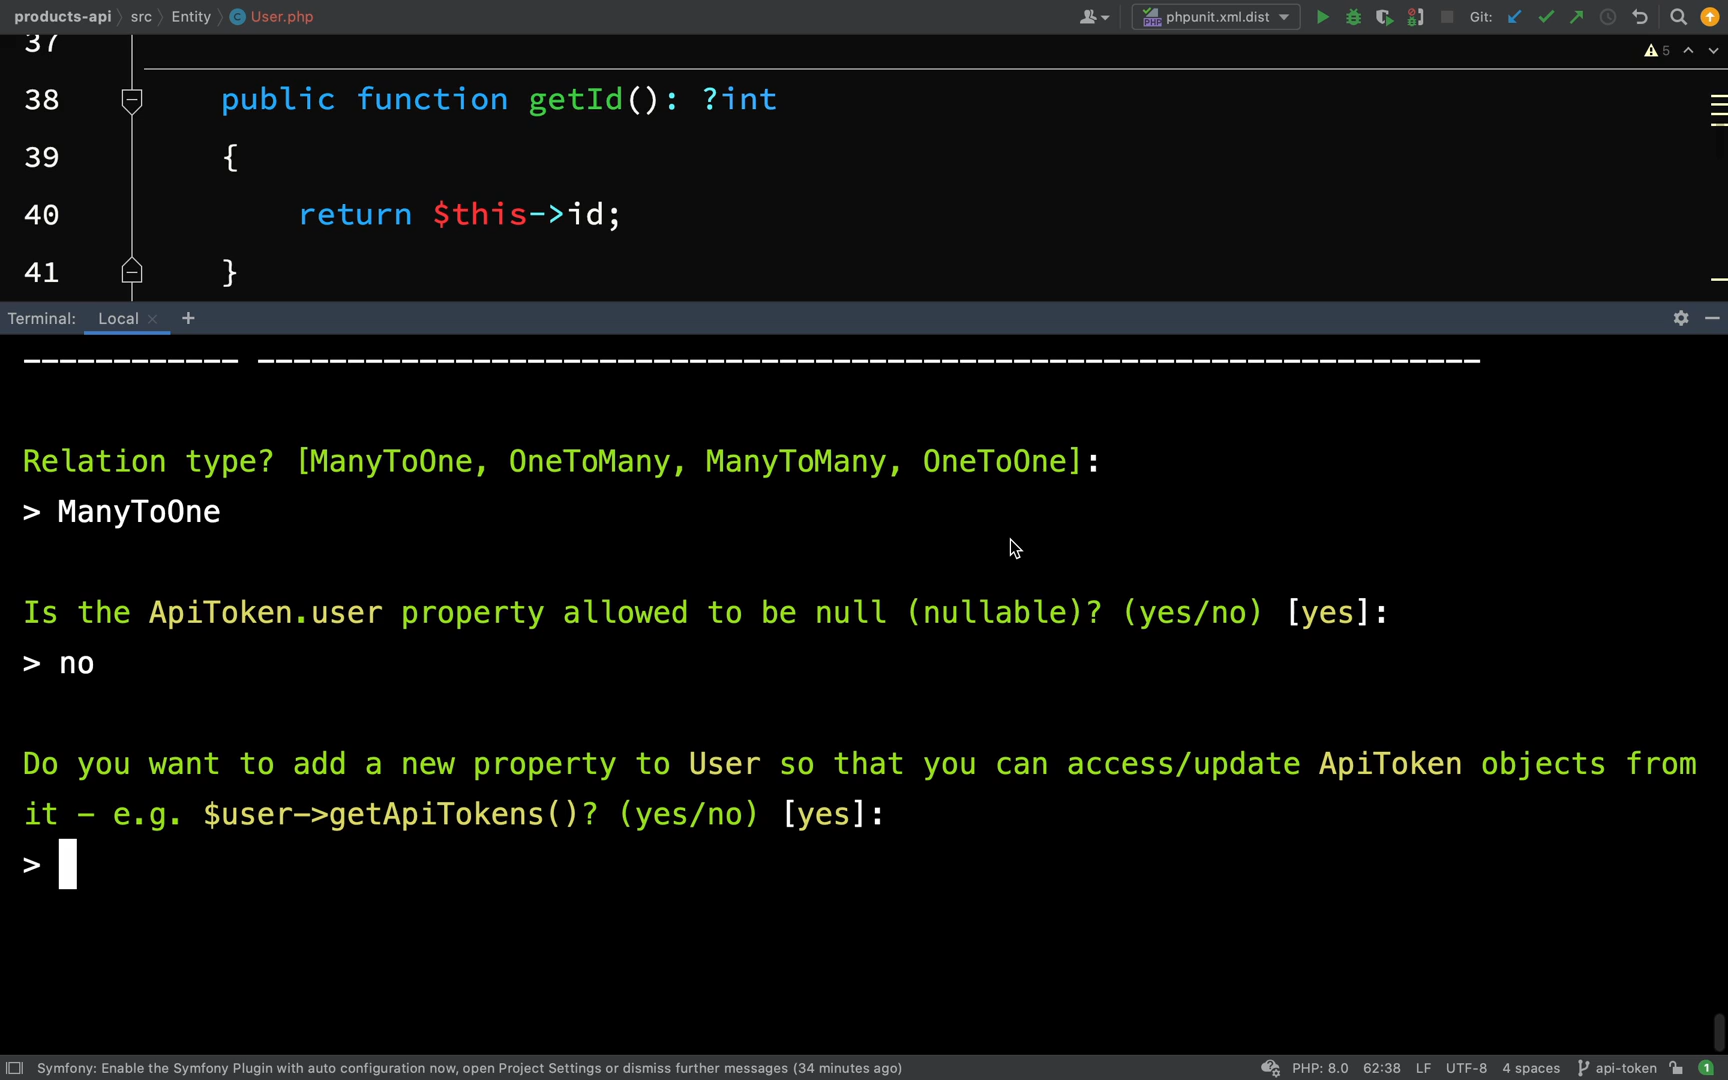 products-api src Entity User.php phpunit.xml.dist Git:
37
5
38 public function getId(): ?int
39 {
40 return $this->id;
41 }
Terminal: Local +
------------ --------------------------------------------------------------------
Relation type? [ManyToOne, OneToMany, ManyToMany, OneToOne]:
> ManyToOne
Is the ApiToken.user property allowed to be null (nullable)? (yes/no) [yes]:
> no
Do you want to add a new property to User so that you can access/update ApiToken objects from
it - e.g. $user->getApiTokens()? (yes/no) [yes]:
>
Symfony: Enable the Symfony Plugin with auto configuration now, open Project Settings or dismiss further messages (34 minutes ago) PHP: 8.0 62:38 LF UTF-8 4 spaces api-token 1